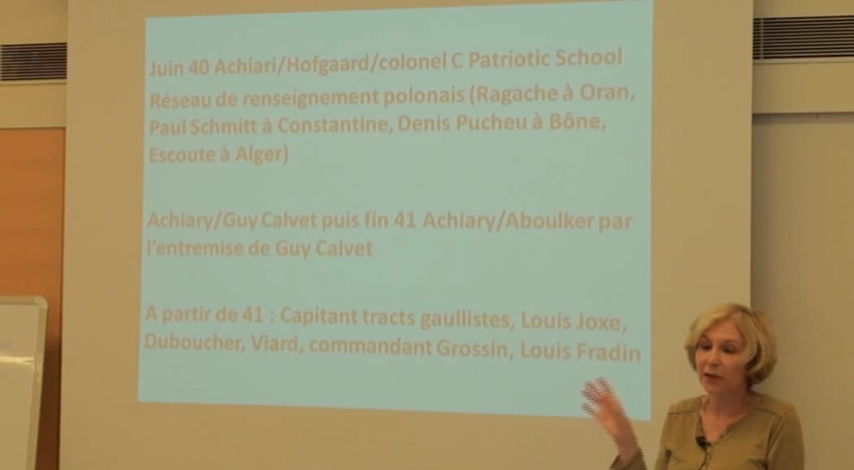 Juin 40 Achiari/Hofgaard/colonel C Patriotic School
Réseau de renseignement polonais (Ragache à Oran,
Paul Schmitt à Constantine, Denis Pucheu à Bône,
Escoute à Alger)
Achiary/Guy Calvet puis fin 41 Achiary/Aboulker par
l'entremise de Guy Calvet
A partir de 41 : Capitant tracts gaullistes, Louis Joxe,
Duboucher, Viard, commandant Grossin, Louis Fradin